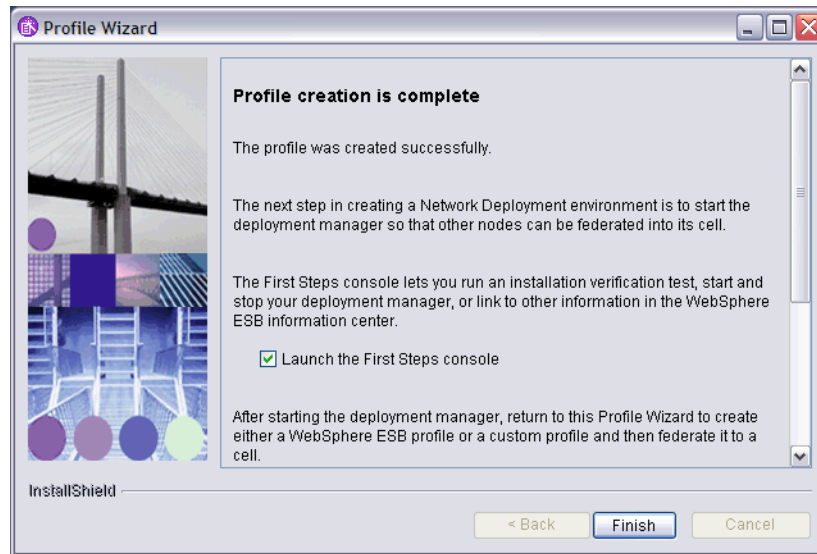 Profile Wizard
Profile creation is complete
The profile was created successfully.
The next step in creating a Network Deployment environment is to start the
deployment manager so that other nodes can be federated into its cell.
The First Steps console lets you run an installation verification test, start and
stop your deployment manager, or link to other information in the WebSphere
ESB information center.
Launch the First Steps console
After starting the deployment manager, return to this Profile Wizard to create
either a WebSphere ESB profile or a custom profile and then federate it to a
cell.
InstallShield
< Back
Finish
Cancel